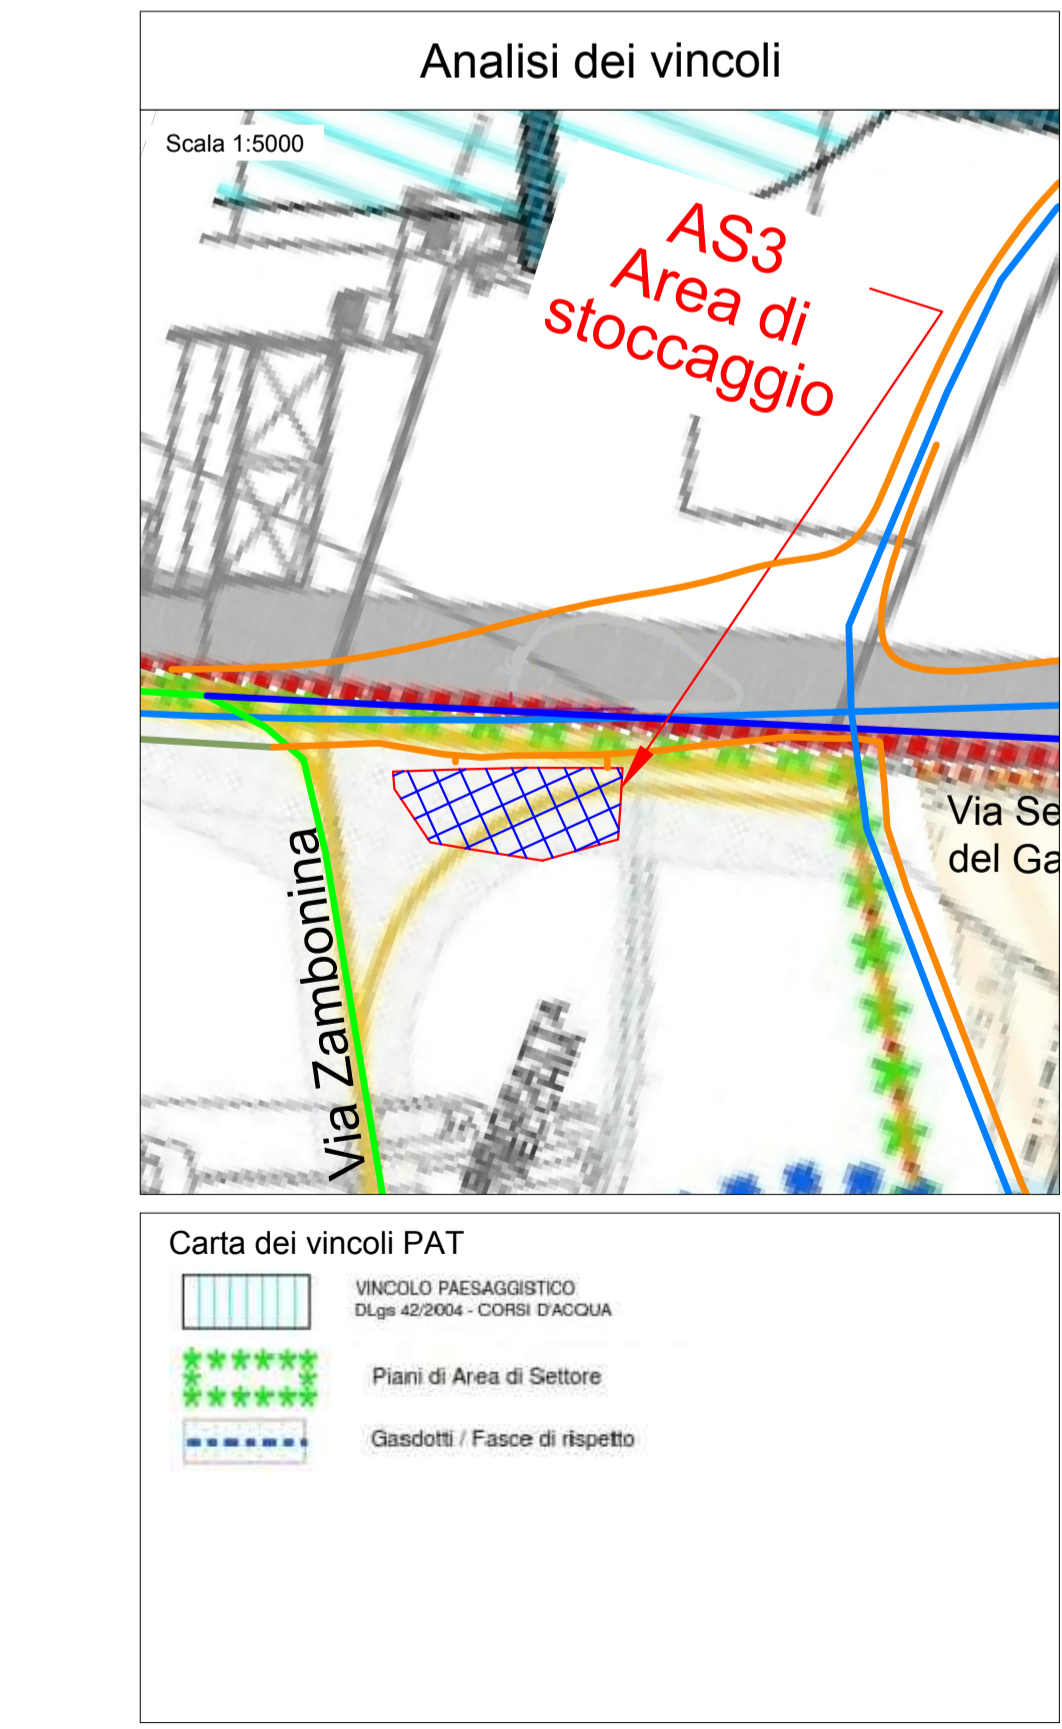 Analisi dei vincoli
Scala 1:5000
AS3
Area di
stoccaggio
Via Se
del Ga
Via Zambonina
Carta dei vincoli PAT
VINCOLO PAESAGGISTICO
DLgs 42/2004 - CORSI D'ACQUA
Piani di Area di Settore
Gasdotti / Fasce di rispetto